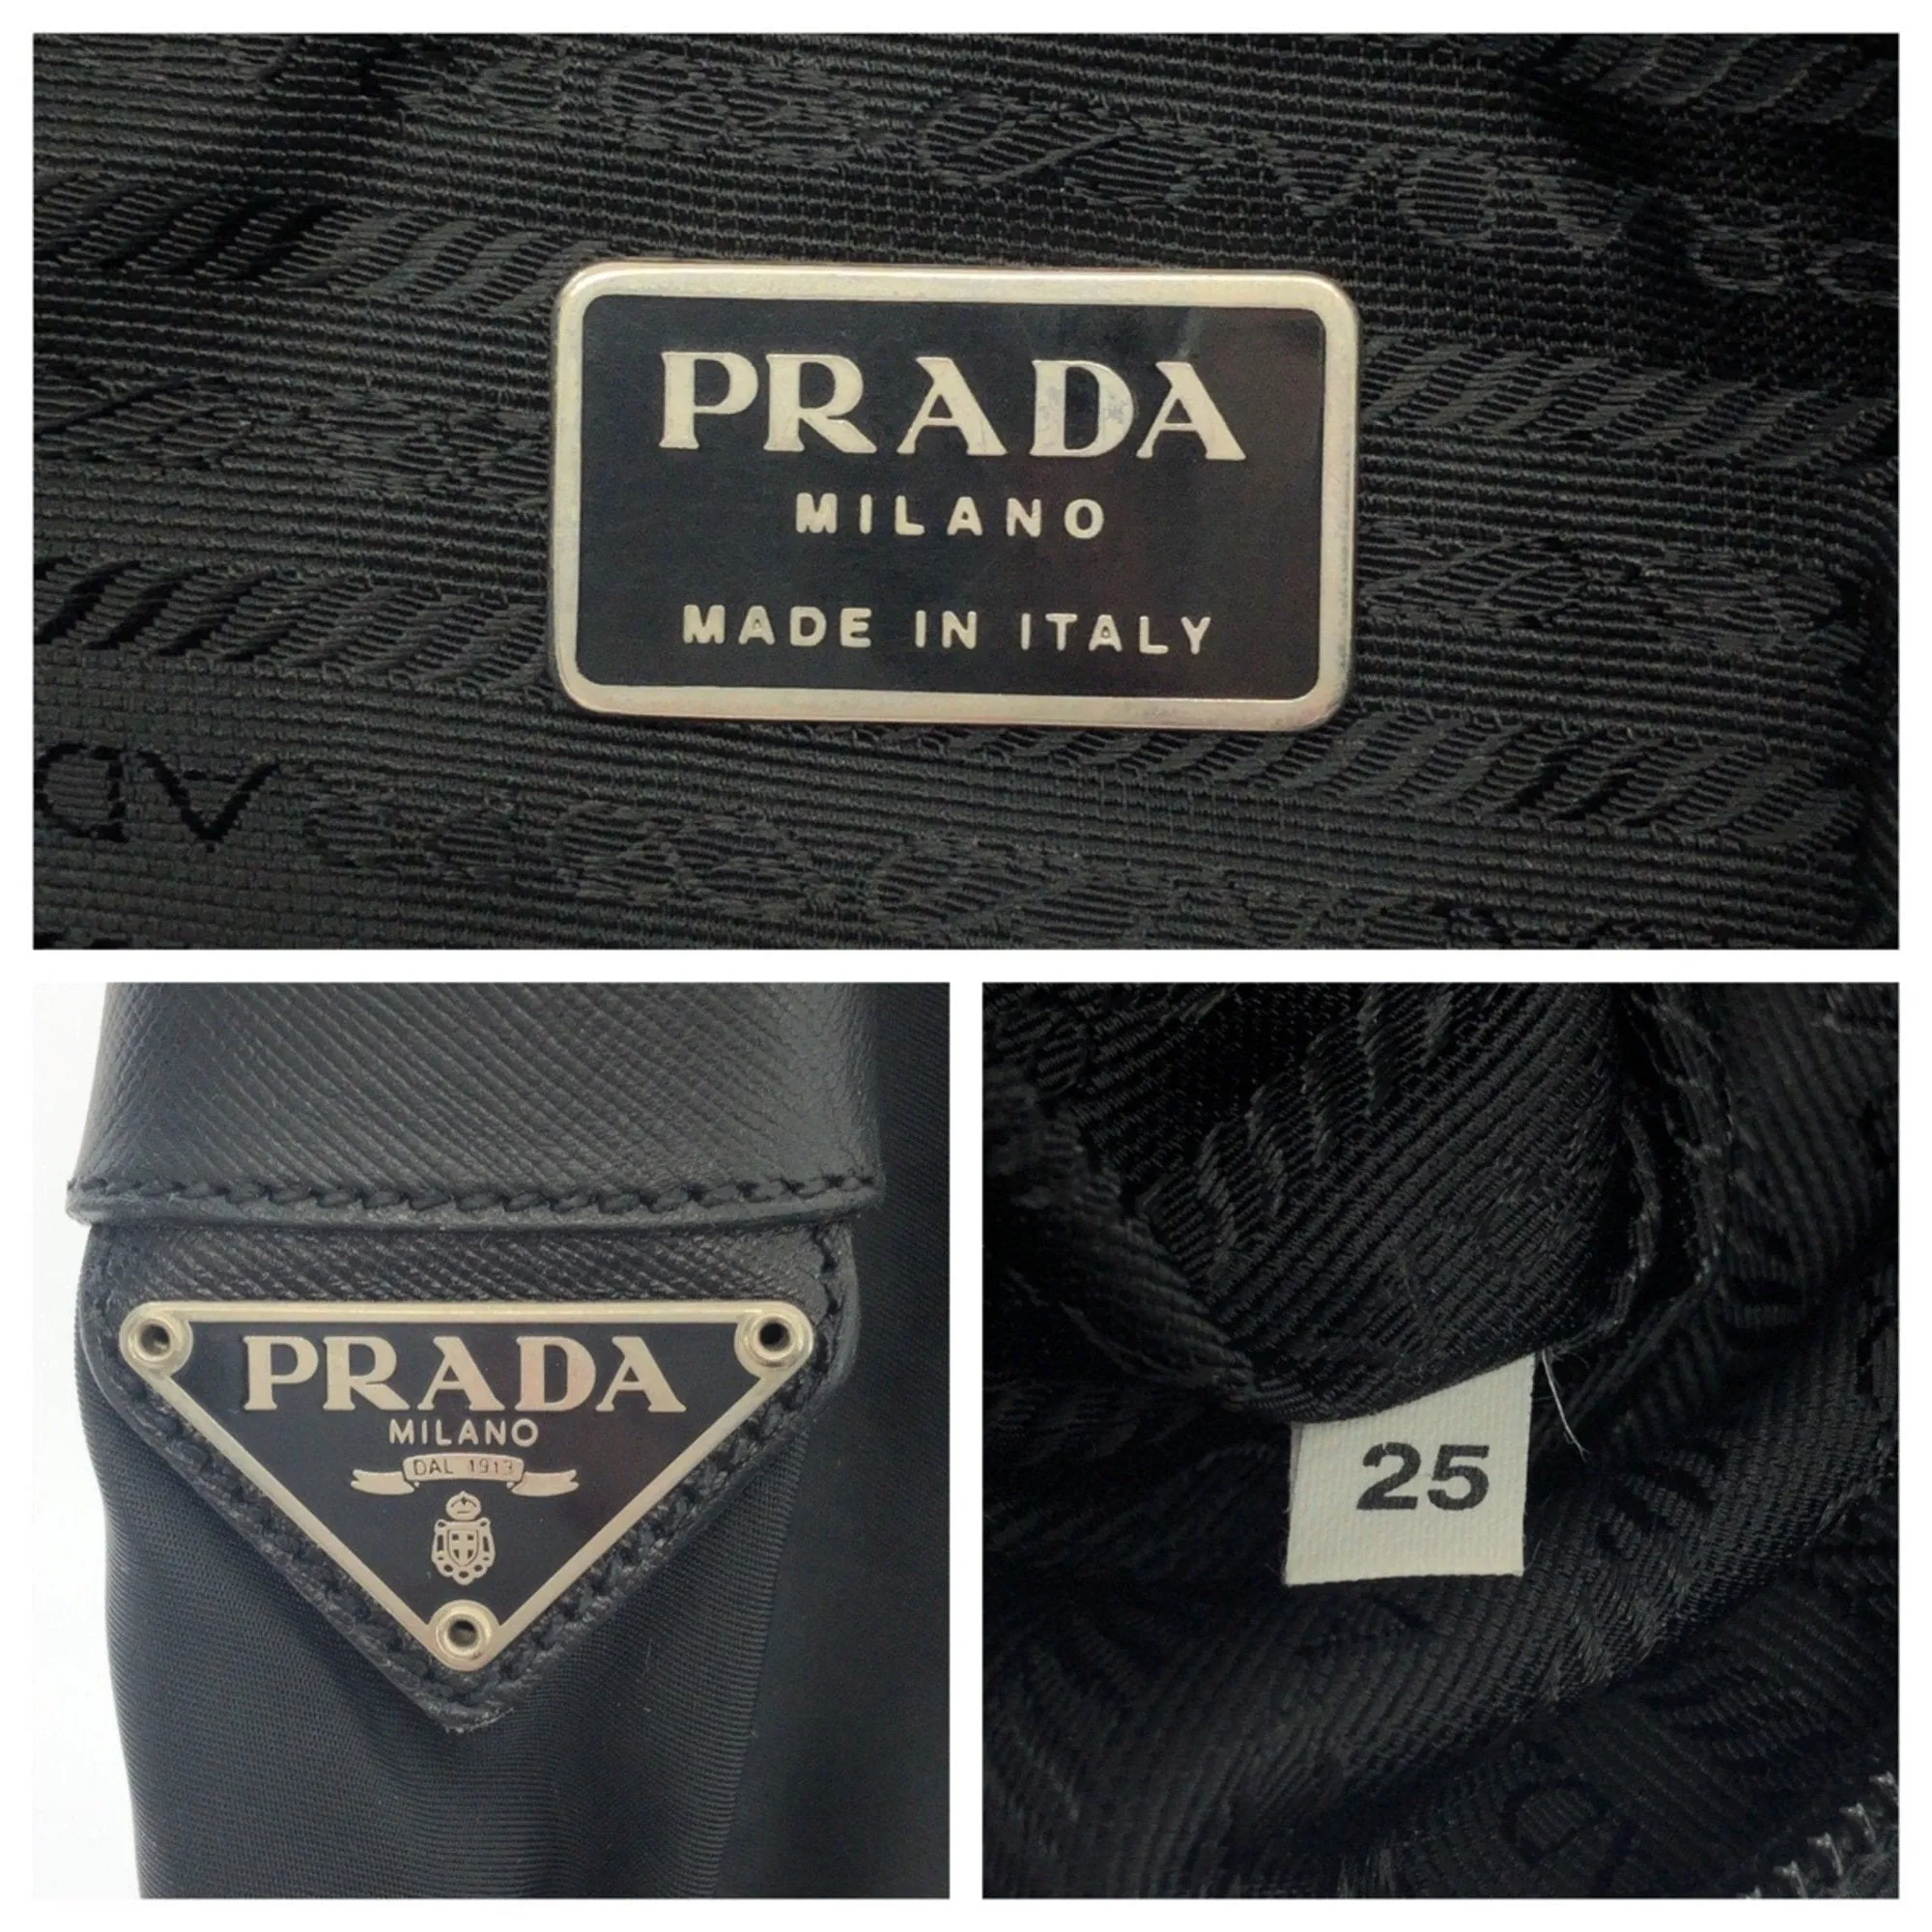 PRADA
MILANO
MADE IN ITALY
PRADA
MILANO
DAL 1913
25